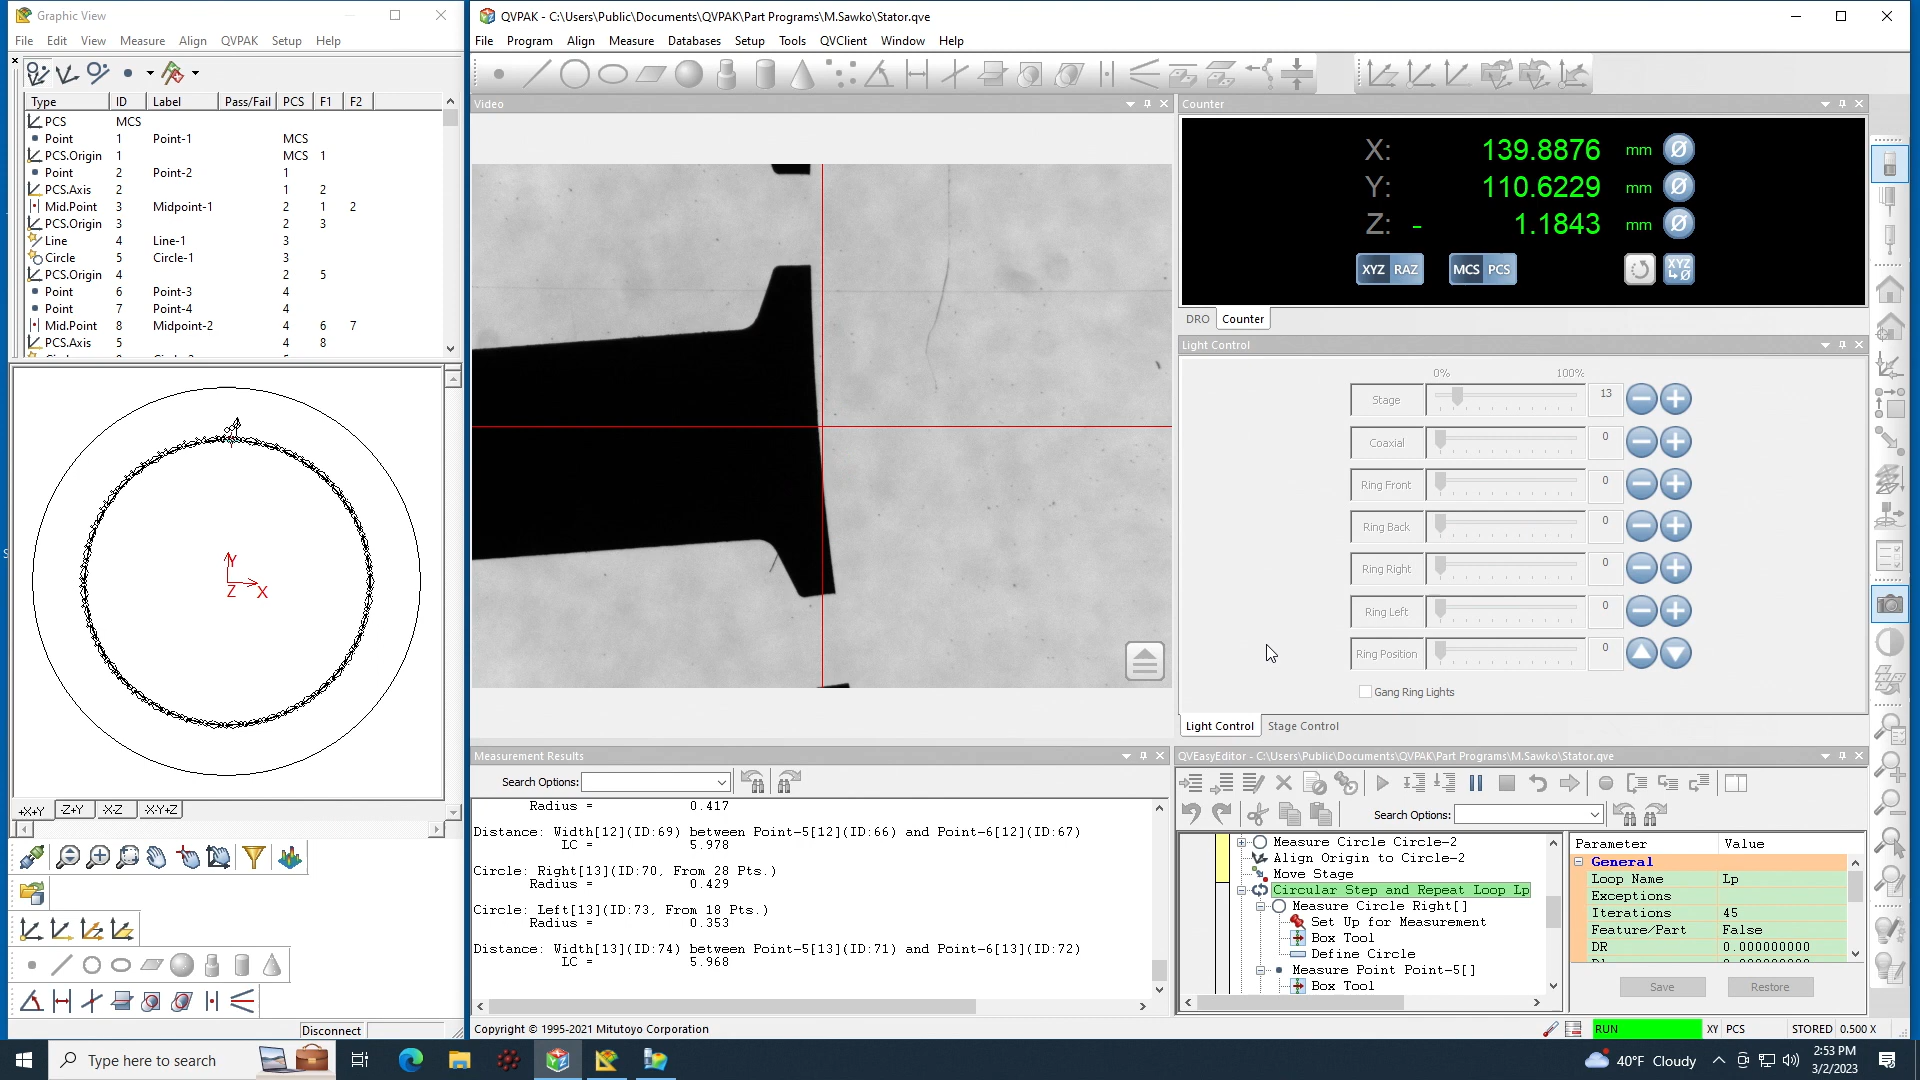 Graphic View
File Edit View Measure Align QVPAK Setup Help
Type ID Label Pass/Fail PCS F1 F2
PCS MCS
Point 1 Point-1 MCS
PCS.Origin 1 MCS 1
Point 2 Point-2 1
PCS.Axis 2 1 2
Mid.Point 3 Midpoint-1 2 1 2
PCS.Origin 3 2 3
Line 4 Line-1 3
Circle 5 Circle-1 3
PCS.Origin 4 2 5
Point 6 Point-3 4
Point 7 Point-4 4
Mid.Point 8 Midpoint-2 4 6 7
PCS.Axis 5 4 8
Y
Z X
+X+Y Z+Y X-Z X-Y+Z
Disconnect
QVPAK - C:\Users\Public\Documents\QVPAK\Part Programs\M.Sawko\Stator.qve
File Program Align Measure Databases Setup Tools QVClient Window Help
Video
Counter
X: 139.8876 mm
Y: 110.6229 mm
Z: - 1.1843 mm
XYZ RAZ MCS PCS XYZ
DRO Counter
Light Control
0% 100%
Stage 13
Coaxial 0
Ring Front 0
Ring Back 0
Ring Right 0
Ring Left 0
Ring Position 0
Gang Ring Lights
Light Control Stage Control
Measurement Results
Search Options:
Radius = 0.417
Distance: Width[12](ID:69) between Point-5[12](ID:66) and Point-6[12](ID:67)
LC = 5.978
Circle: Right[13](ID:70, From 28 Pts.)
Radius = 0.429
Circle: Left[13](ID:73, From 18 Pts.)
Radius = 0.353
Distance: Width[13](ID:74) between Point-5[13](ID:71) and Point-6[13](ID:72)
LC = 5.968
QVEasyEditor - C:\Users\Public\Documents\QVPAK\Part Programs\M.Sawko\Stator.qve
Search Options:
Measure Circle Circle-2
Align Origin to Circle-2
Move Stage
Circular Step and Repeat Loop Lp
Measure Circle Right[]
Set Up for Measurement
Box Tool
Define Circle
Measure Point Point-5[]
Box Tool
Parameter Value
General
Loop Name Lp
Exceptions
Iterations 45
Feature/Part False
DR 0.000000000
Save Restore
Copyright © 1995-2021 Mitutoyo Corporation
RUN XY PCS STORED 0.500 X
Type here to search
40°F Cloudy
2:53 PM
3/2/2023